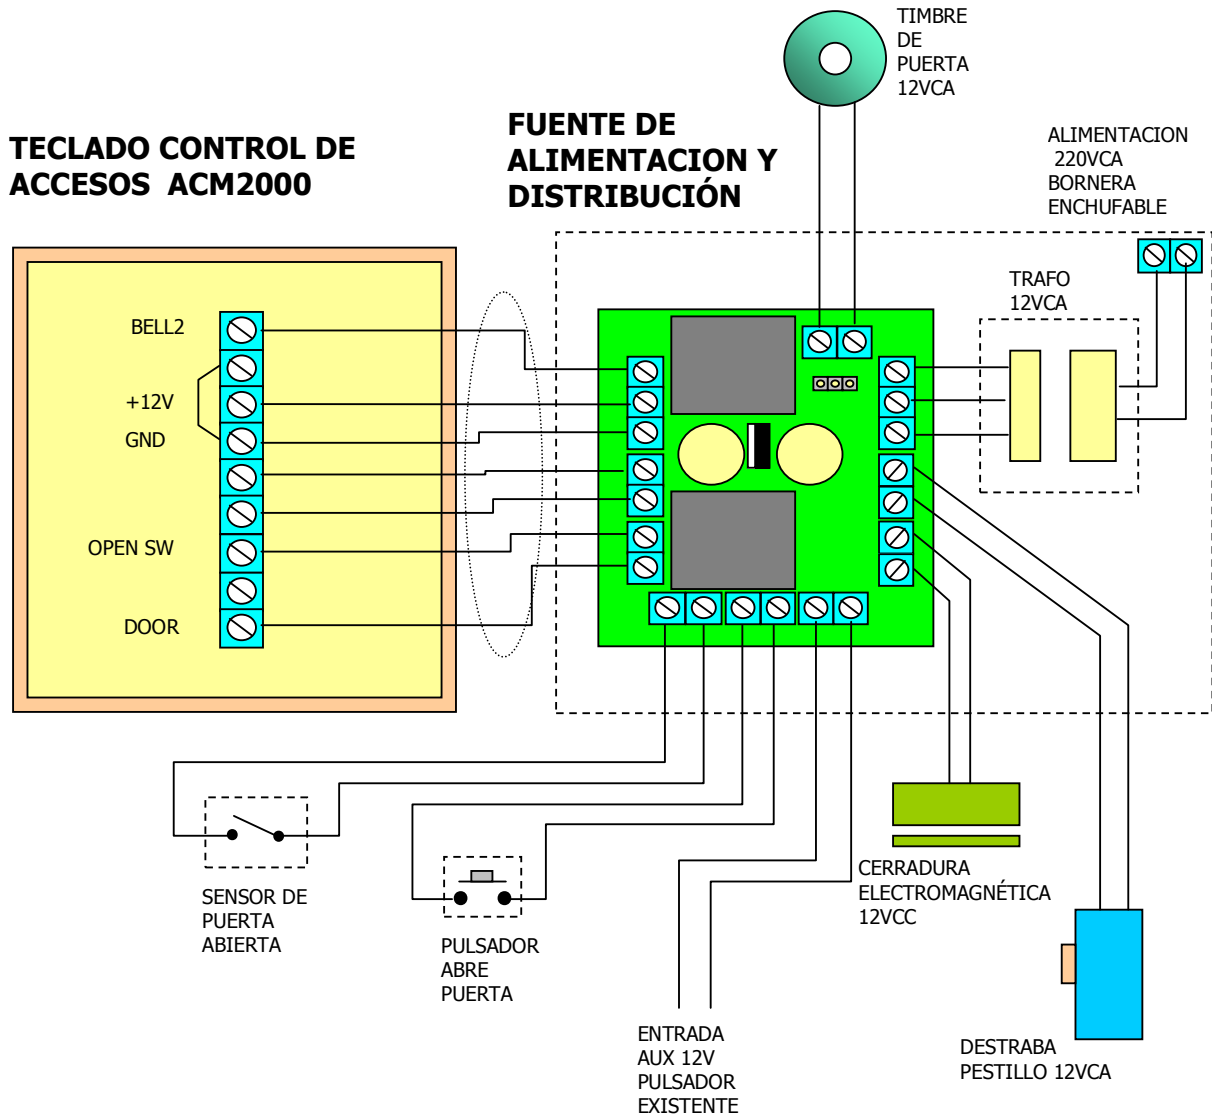 TIMBRE
DE
PUERTA
12VCA
TECLADO CONTROL DE
ACCESOS ACM2000
FUENTE DE
ALIMENTACION Y
DISTRIBUCIÓN
ALIMENTACION
220VCA
BORNERA
ENCHUFABLE
TRAFO
12VCA
BELL2
+12V
GND
OPEN SW
DOOR
SENSOR DE
PUERTA
ABIERTA
PULSADOR
ABRE
PUERTA
ENTRADA
AUX 12V
PULSADOR
EXISTENTE
CERRADURA
ELECTROMAGNÉTICA
12VCC
DESTRABA
PESTILLO 12VCA